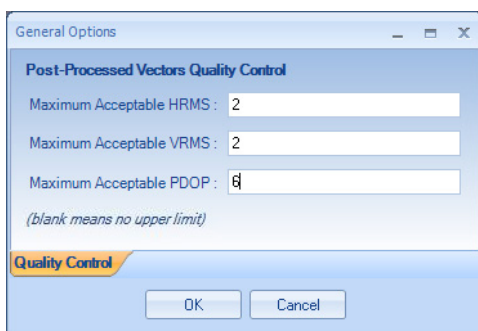 General Options
Post-Processed Vectors Quality Control
Maximum Acceptable HRMS : 2
Maximum Acceptable VRMS : 2
Maximum Acceptable PDOP : 6
(blank means no upper limit)
Quality Control
OK Cancel